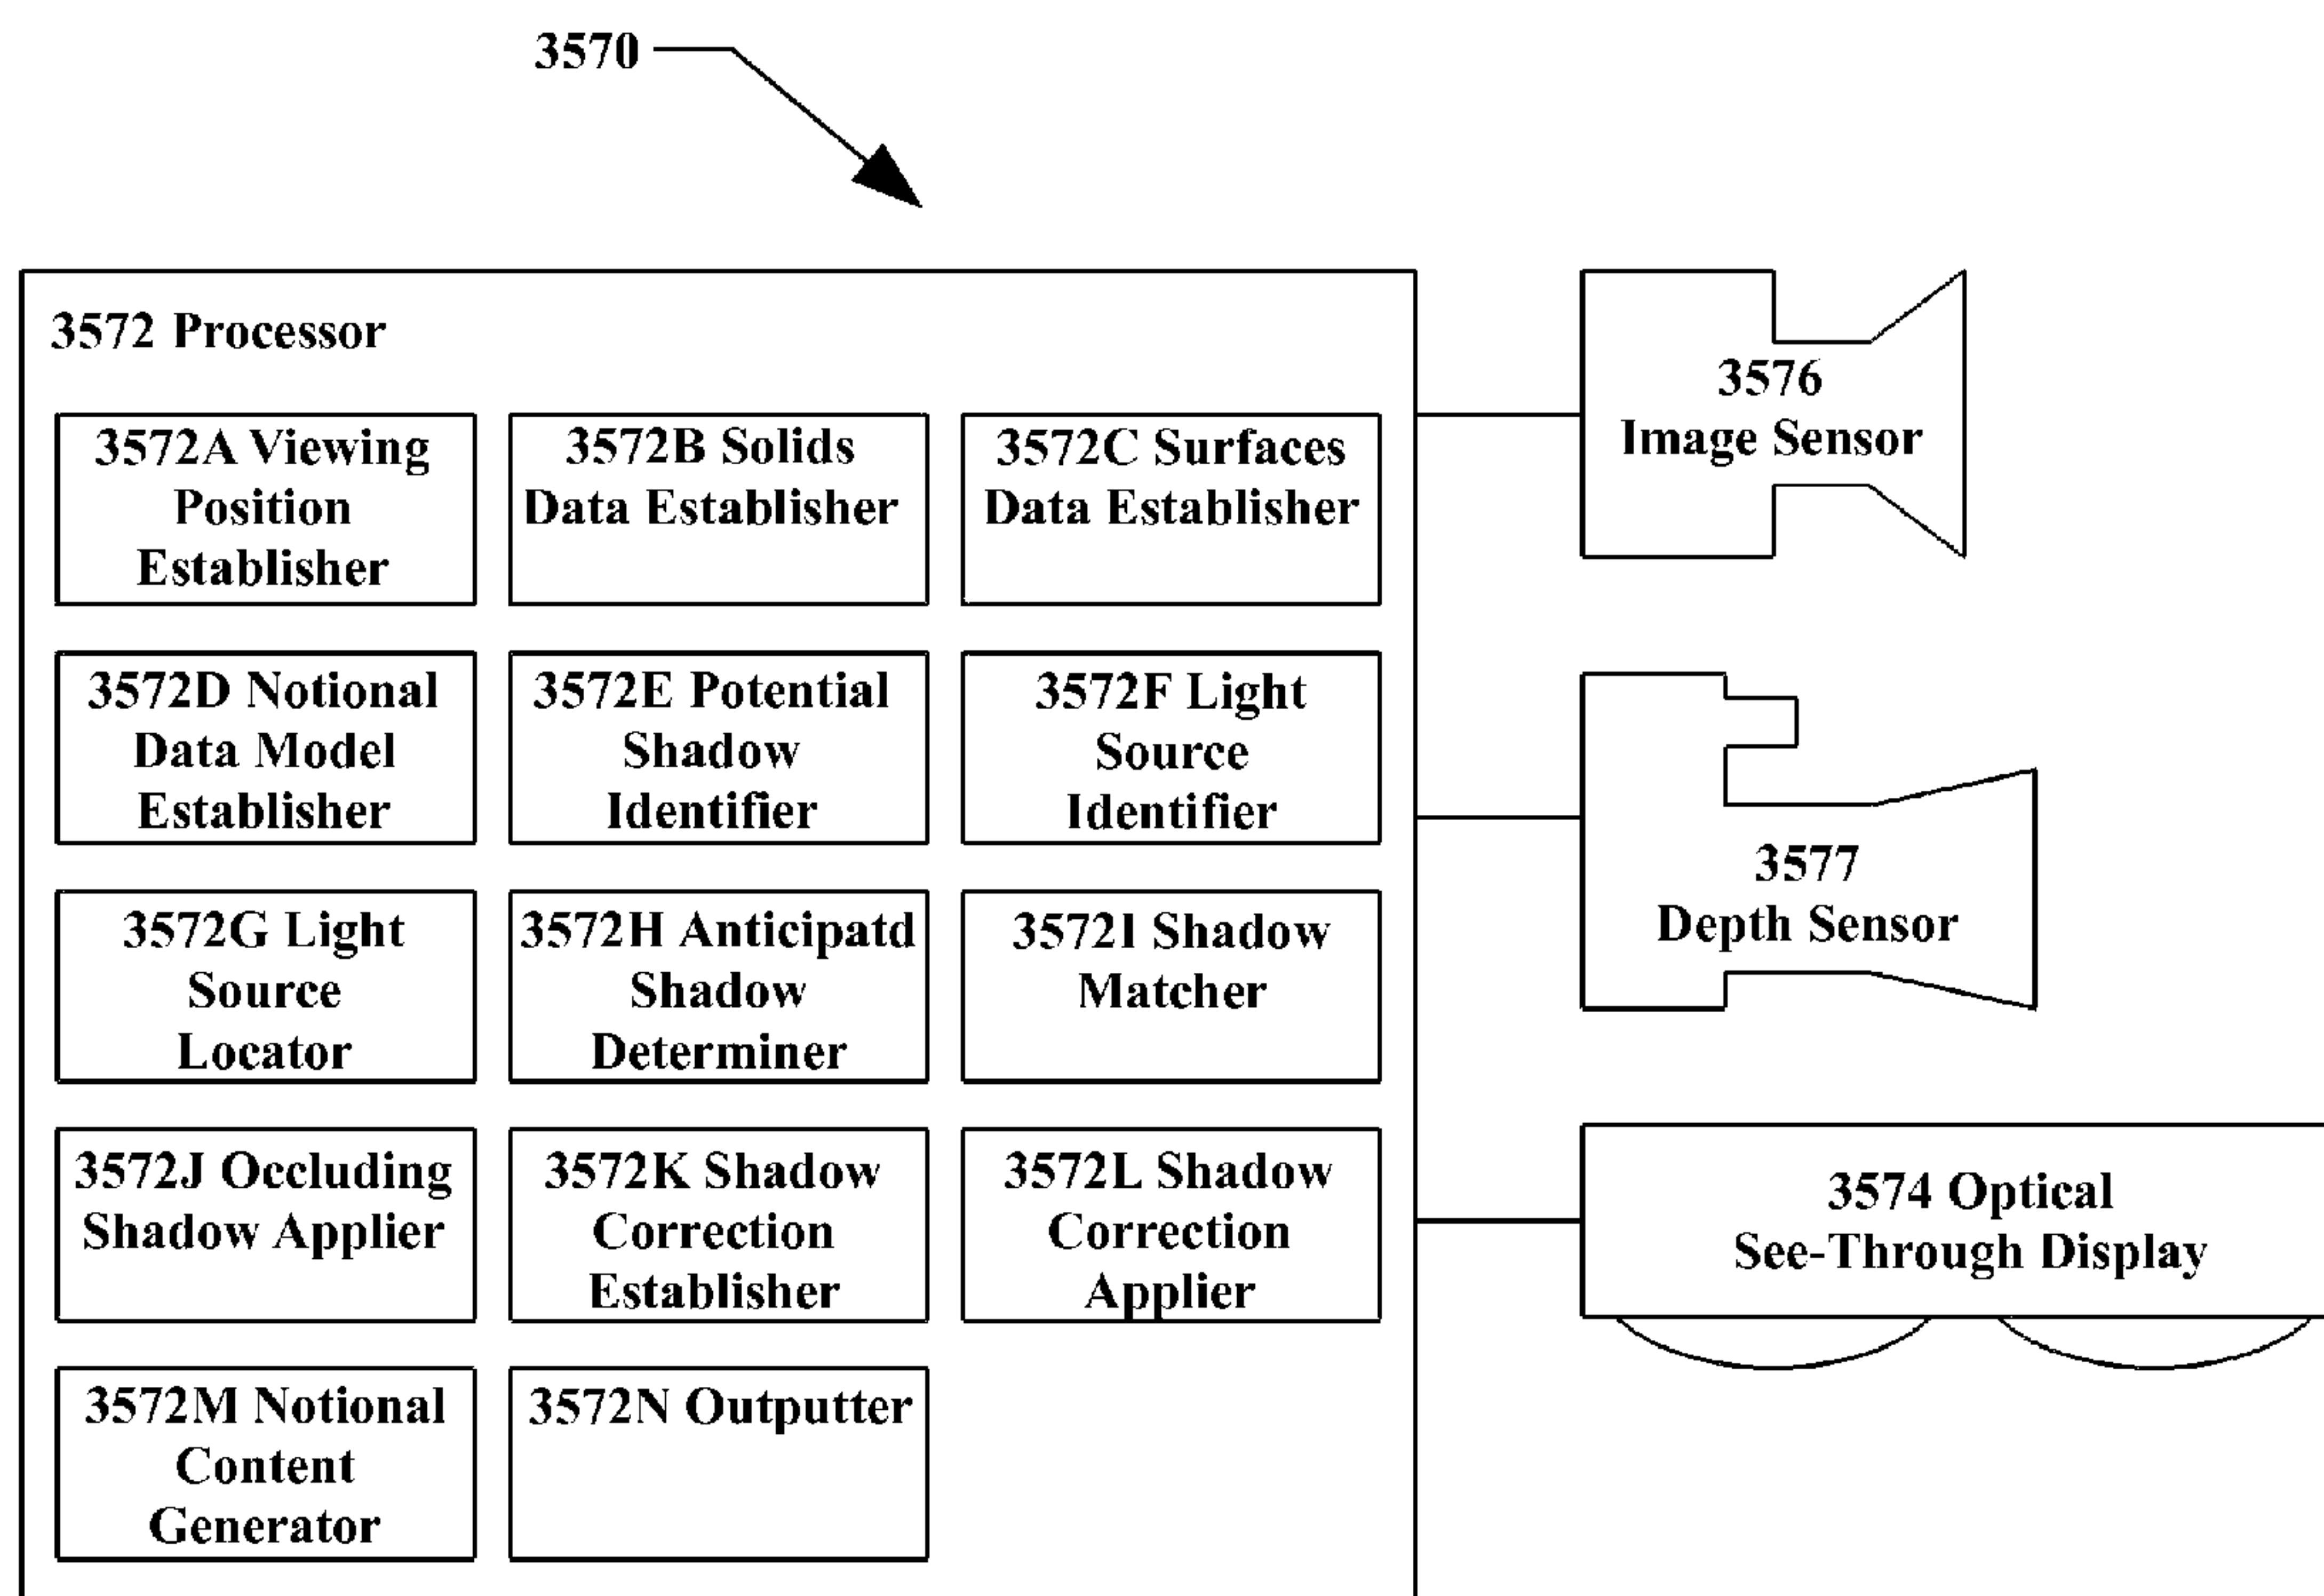 3570
3572 Processor
3572A Viewing
Position
Establisher
3572B Solids
Data Establisher
3572C Surfaces
Data Establisher
3572D Notional
Data Model
Establisher
3572E Potential
Shadow
Identifier
3572F Light
Source
Identifier
3572G Light
Source
Locator
3572H Anticipatd
Shadow
Determiner
3572I Shadow
Matcher
3572J Occluding
Shadow Applier
3572K Shadow
Correction
Establisher
3572L Shadow
Correction
Applier
3572M Notional
Content
Generator
3572N Outputter
3576
Image Sensor
3577
Depth Sensor
3574 Optical
See-Through Display